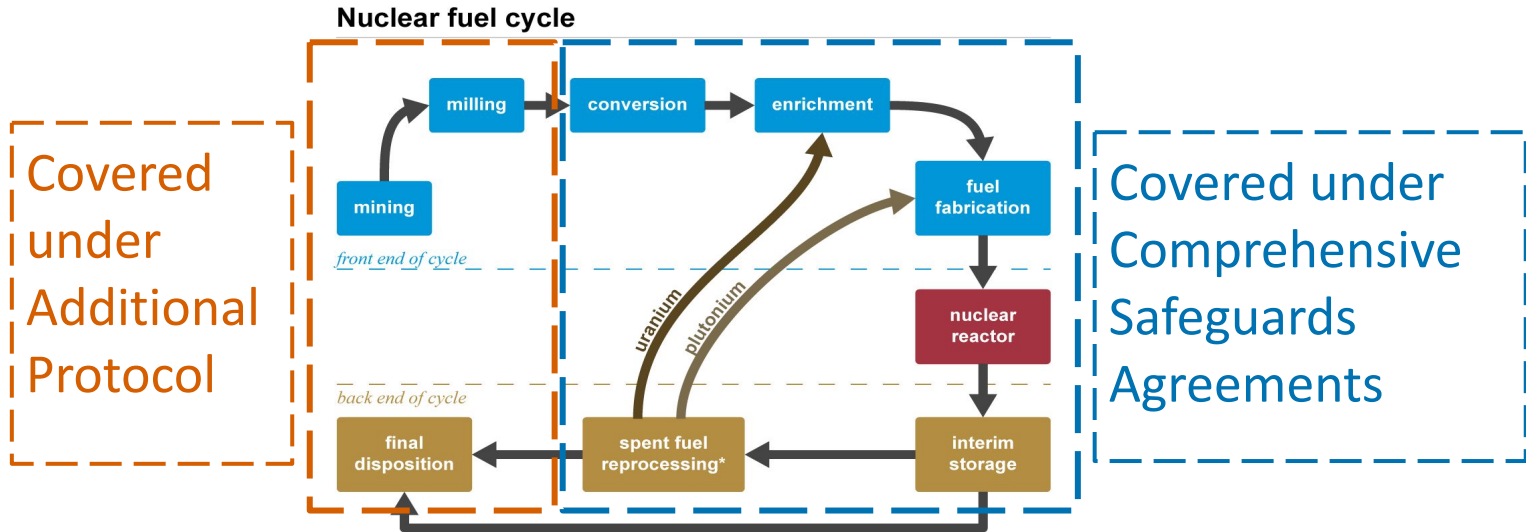 Nuclear fuel cycle
Covered
under
Additional
Protocol
milling
conversion
enrichment
mining
fuel
fabrication
front end of cycle
uranium
plutonium
nuclear
reactor
back end of cycle
final
disposition
spent fuel
reprocessing*
interim
storage
Covered under
Comprehensive
Safeguards
Agreements